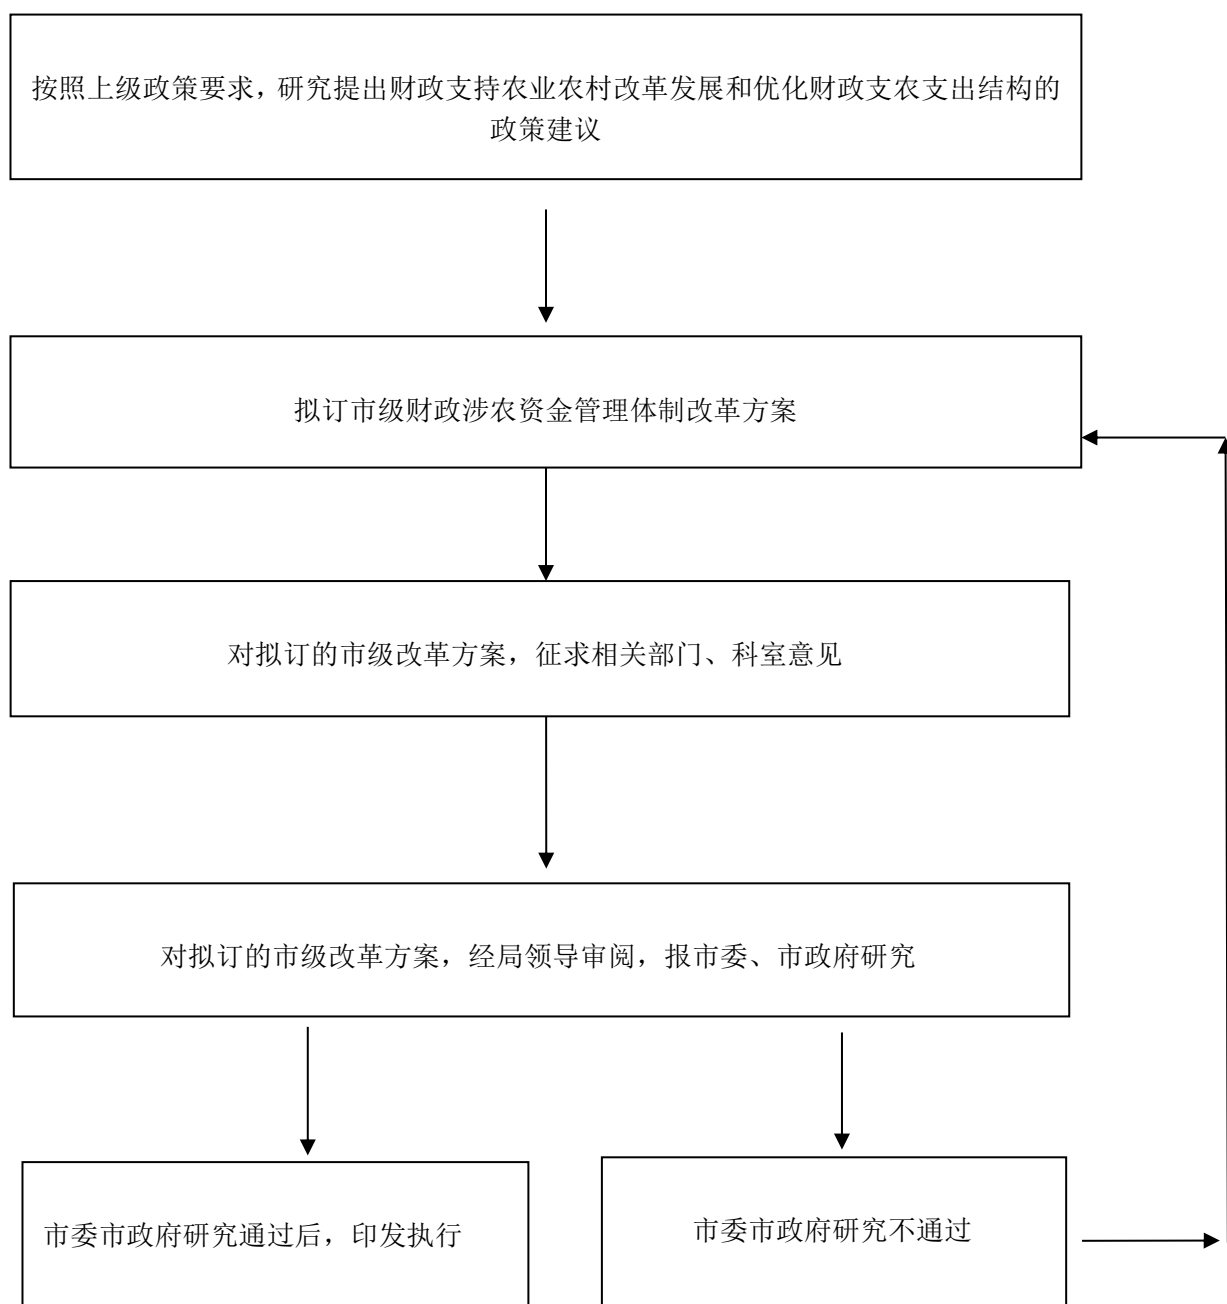 按照上级政策要求，研究提出财政支持农业农村改革发展和优化财政支农支出结构的
政策建议
拟订市级财政涉农资金管理体制改革方案
对拟订的市级改革方案，征求相关部门、科室意见
对拟订的市级改革方案，经局领导审阅，报市委、市政府研究
市委市政府研究通过后，印发执行
市委市政府研究不通过